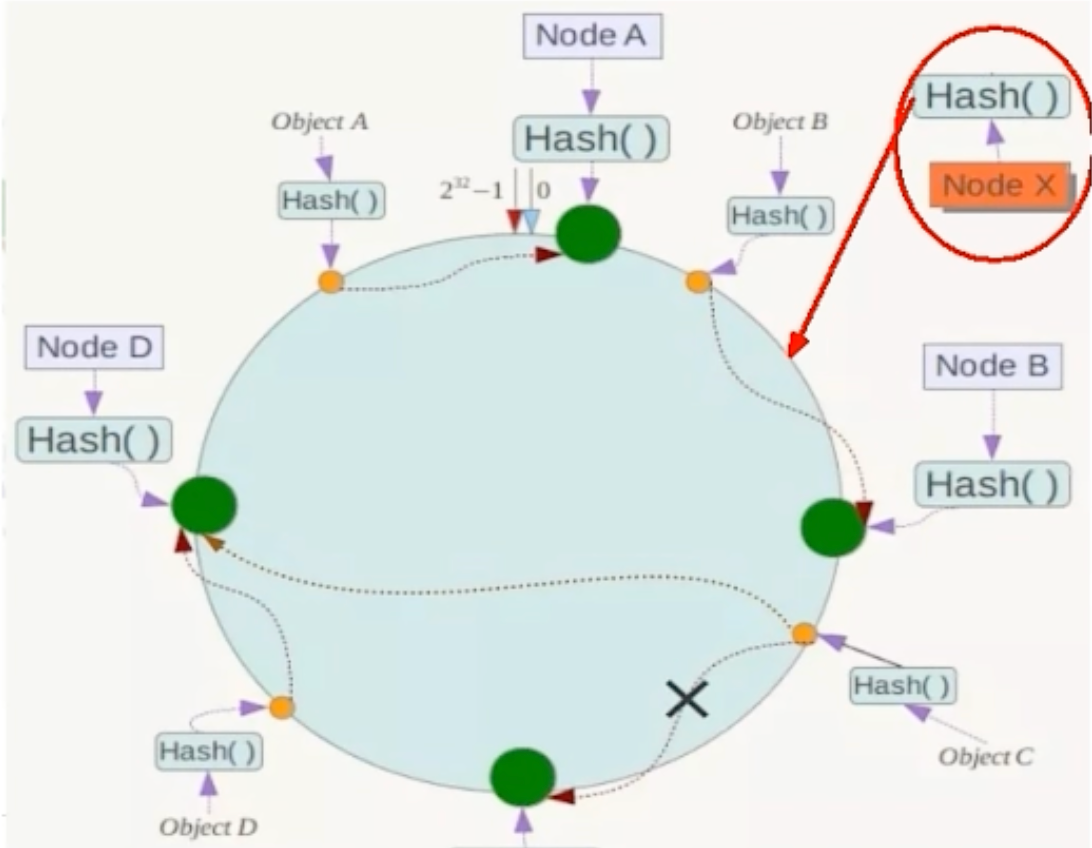 Node A
Hash( )
Object A
Hash( )
2³²−1
0
Object B
Hash( )
Hash( )
Node X
Node D
Hash( )
Node B
Hash( )
Hash( )
Object C
Hash( )
Object D